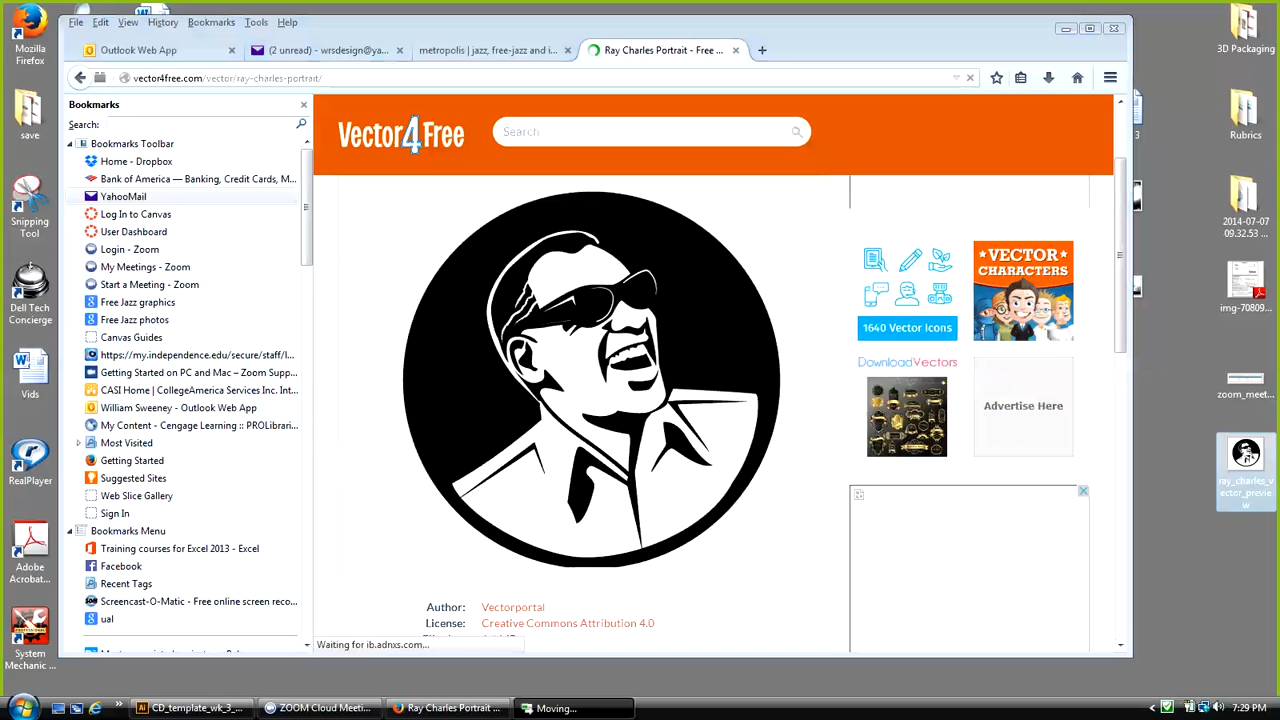 File Edit View History Bookmarks Tools Help
Outlook Web App × (2 unread) - wrsdesign@ya... × metropolis | jazz, free-jazz and i... × Ray Charles Portrait - Free ... × +
vector4free.com/vector/ray-charles-portrait/
Bookmarks
Search:
Bookmarks Toolbar
Home - Dropbox
Bank of America — Banking, Credit Cards, M...
YahooMail
Log In to Canvas
User Dashboard
Login - Zoom
My Meetings - Zoom
Start a Meeting - Zoom
Free Jazz graphics
Free Jazz photos
Canvas Guides
https://my.independence.edu/secure/staff/l...
Getting Started on PC and Mac – Zoom Supp...
CASI Home | CollegeAmerica Services Inc. Int...
William Sweeney - Outlook Web App
My Content - Cengage Learning :: PROLibrari...
Most Visited
Getting Started
Suggested Sites
Web Slice Gallery
Sign In
Bookmarks Menu
Training courses for Excel 2013 - Excel
Facebook
Recent Tags
Screencast-O-Matic - Free online screen reco...
ual
Vector4Free
Search
1640 Vector Icons
VECTOR
CHARACTERS
DownloadVectors
Advertise Here
Author: Vectorportal
License: Creative Commons Attribution 4.0
Waiting for ib.adnxs.com...
Mozilla
Firefox
save
Snipping
Tool
Dell Tech
Concierge
Vids
RealPlayer
Adobe
Acrobat...
System
Mechanic ...
3D Packaging
Rubrics
2014-07-07
09.32.53 ...
img-70809...
zoom_meet...
ray_charles_v
ector_previe
w
CD_template_wk_3_... ZOOM Cloud Meeti... Ray Charles Portrait ... Moving...
7:29 PM